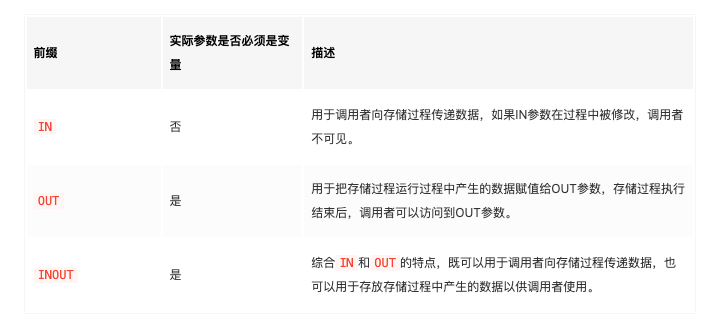 前缀
实际参数是否必须是变
量
描述
IN
否
用于调用者向存储过程传递数据，如果IN参数在过程中被修改，调用者
不可见。
OUT
是
用于把存储过程运行过程中产生的数据赋值给OUT参数，存储过程执行
结束后，调用者可以访问到OUT参数。
INOUT
是
综合 IN 和 OUT 的特点，既可以用于调用者向存储过程传递数据，也
可以用于存放存储过程中产生的数据以供调用者使用。